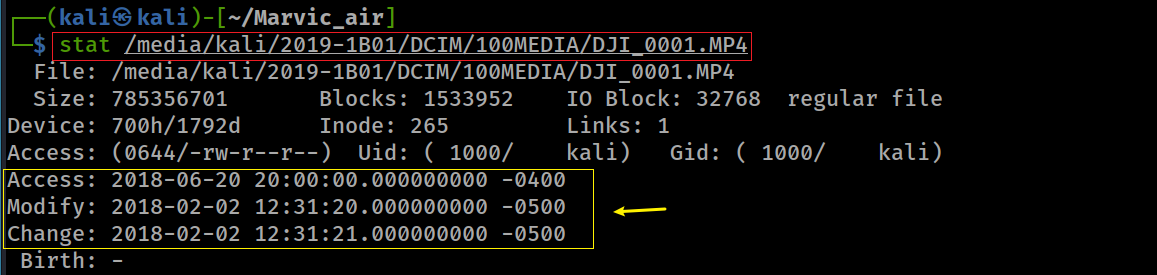 ┌──(kali㉿kali)-[~/Marvic_air]
└─$ stat /media/kali/2019-1B01/DCIM/100MEDIA/DJI_0001.MP4
  File: /media/kali/2019-1B01/DCIM/100MEDIA/DJI_0001.MP4
  Size: 785356701       Blocks: 1533952    IO Block: 32768  regular file
Device: 700h/1792d      Inode: 265         Links: 1
Access: (0644/-rw-r--r--)  Uid: ( 1000/    kali)   Gid: ( 1000/    kali)
Access: 2018-06-20 20:00:00.000000000 -0400
Modify: 2018-02-02 12:31:20.000000000 -0500
Change: 2018-02-02 12:31:21.000000000 -0500
 Birth: -